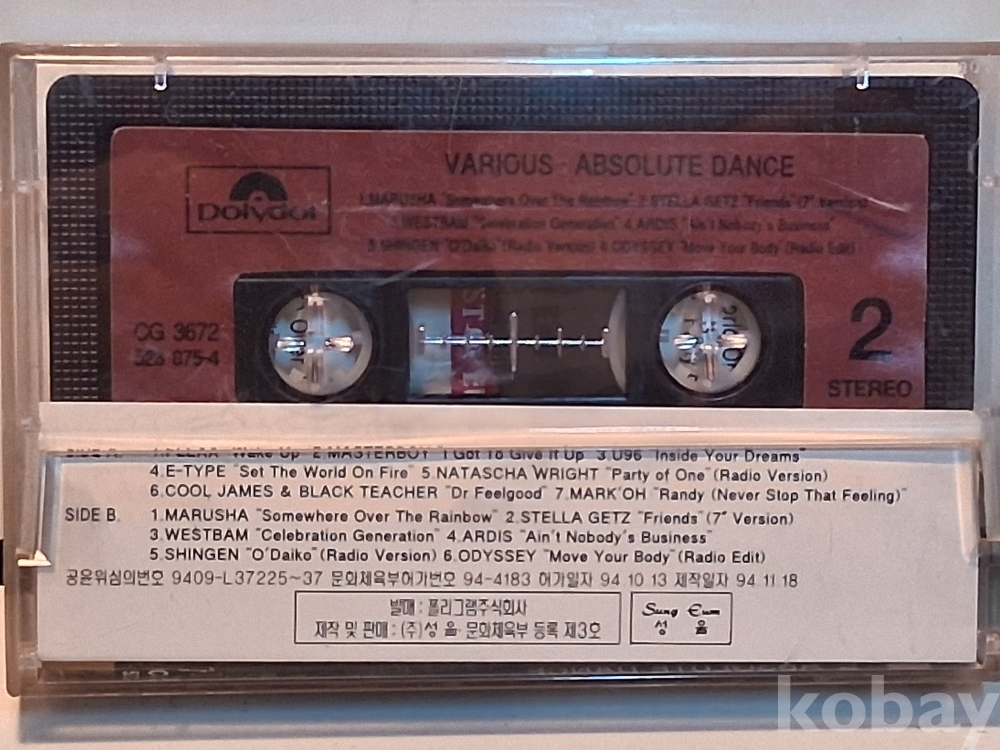 Polydor
VARIOUS - ABSOLUTE DANCE
1.MARUSHA "Somewhere Over The Rainbow" 2.STELLA GETZ "Friends" (7" Version)
3.WESTBAM "Celebration Generation" 4.ARDIS "Ain't Nobody's Business"
5.SHINGEN "O'Daiko" (Radio Version) 6.ODYSSEY "Move Your Body" (Radio Edit)
CG 3672
526 875-4
2
STEREO
"Wake Up" 2.MASTERBOY "I Got To Give It Up" 3.U96 "Inside Your Dreams"
4.E-TYPE "Set The World On Fire" 5.NATASCHA WRIGHT "Party of One" (Radio Version)
6.COOL JAMES & BLACK TEACHER "Dr Feelgood" 7.MARK'OH "Randy (Never Stop That Feeling)"
SIDE B. 1.MARUSHA "Somewhere Over The Rainbow" 2.STELLA GETZ "Friends" (7" Version)
3.WESTBAM "Celebration Generation" 4.ARDIS "Ain't Nobody's Business"
5.SHINGEN "O'Daiko" (Radio Version) 6.ODYSSEY "Move Your Body" (Radio Edit)
공윤위심의번호 9409-L37225~37 문화체육부허가번호 94-4183 허가일자 94 10 13 제작일자 94 11 18
발매 : 폴리그램주식회사
제작 및 판매 : (주)성 음 문화체육부 등록 제3호
Sung Eum
성 음
kobay